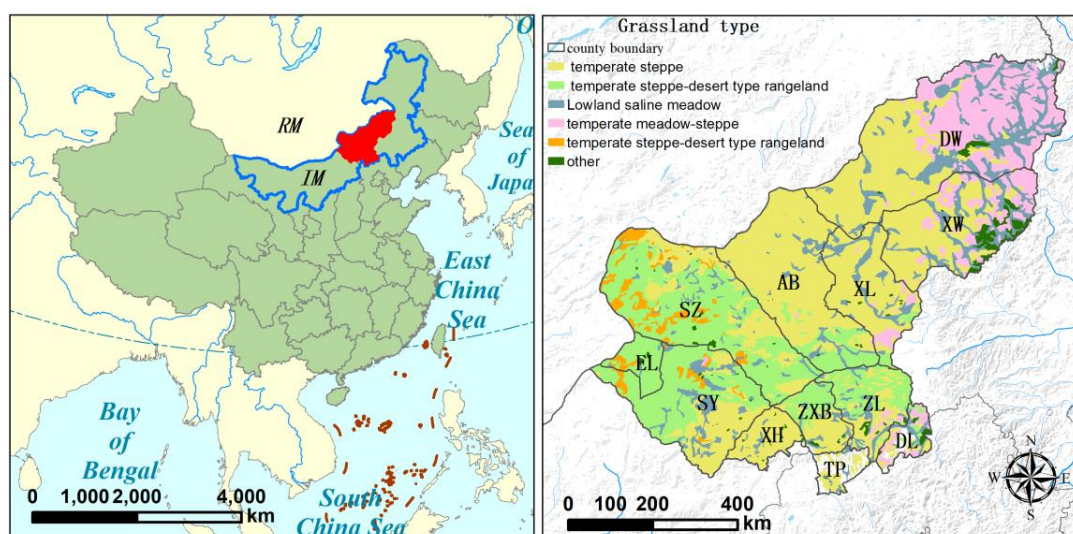 O
RM
Sea
of
Japa
IM
East
China
Sea
Bay
of
Bengal
South
China Sea
0 1,000 2,000 4,000
km
Grassland type
county boundary
temperate steppe
temperate steppe-desert type rangeland
Lowland saline meadow
temperate meadow-steppe
temperate steppe-desert type rangeland
other
DW
XW
AB
XL
SZ
EL
SY
ZXB
ZL
XH
DL
TP
N
W E
S
0 100 200 400
km